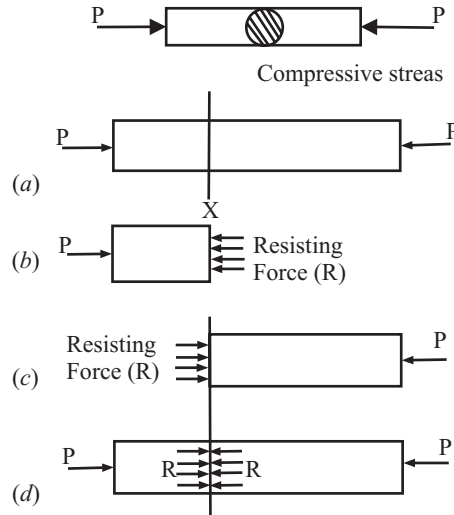 P P
Compressive streas
P P
(a)
X
(b) P Resisting
Force (R)
Resisting
Force (R)
(c) P
P R R P
(d)